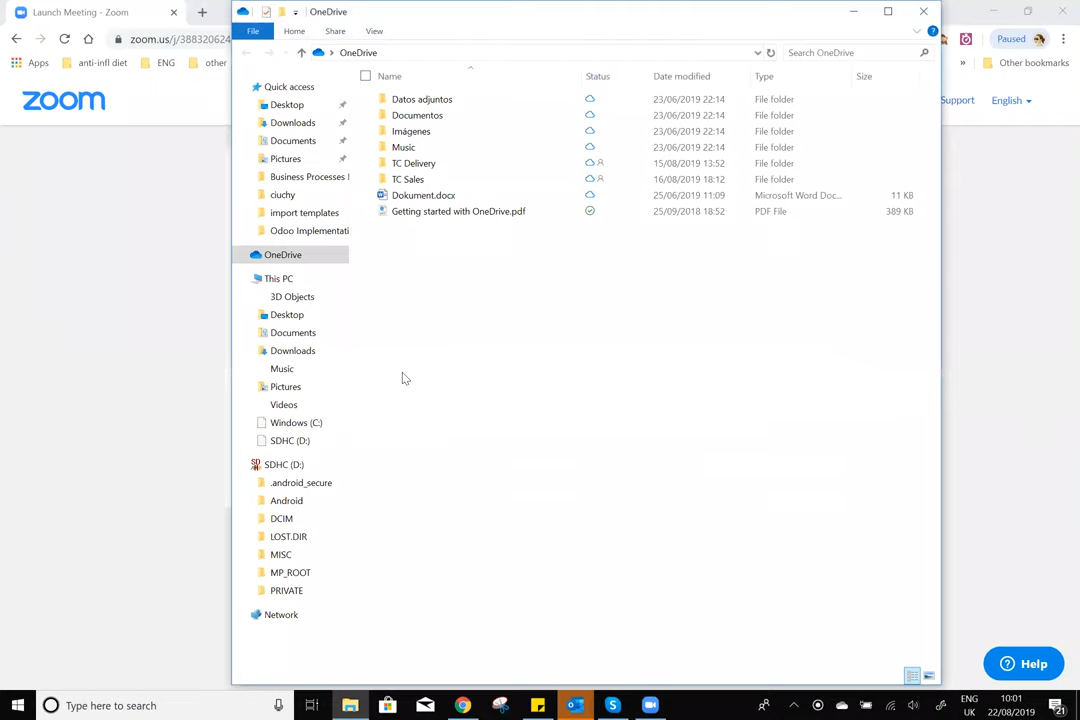 Launch Meeting - Zoom
OneDrive
File
Home
Share
View
zoom.us/j/388320624
Paused
Apps
anti-infl diet
ENG
other
»
Other bookmarks
OneDrive
Search OneDrive
zoom
Support
English
Name
Status
Date modified
Type
Size
Quick access
Desktop
Downloads
Documents
Pictures
Business Processes I
ciuchy
import templates
Odoo Implementati
OneDrive
This PC
3D Objects
Desktop
Documents
Downloads
Music
Pictures
Videos
Windows (C:)
SDHC (D:)
SDHC (D:)
.android_secure
Android
DCIM
LOST.DIR
MISC
MP_ROOT
PRIVATE
Network
Datos adjuntos 23/06/2019 22:14 File folder
Documentos 23/06/2019 22:14 File folder
Imágenes 23/06/2019 22:14 File folder
Music 23/06/2019 22:14 File folder
TC Delivery 15/08/2019 13:52 File folder
TC Sales 16/08/2019 18:12 File folder
Dokument.docx 25/06/2019 11:09 Microsoft Word Doc... 11 KB
Getting started with OneDrive.pdf 25/09/2018 18:52 PDF File 389 KB
Help
Type here to search
ENG
UK
10:01
22/08/2019
21